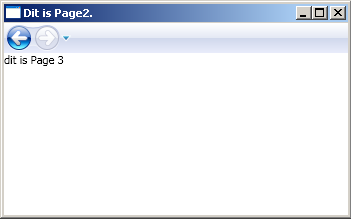 Dit is Page2.
dit is Page 3